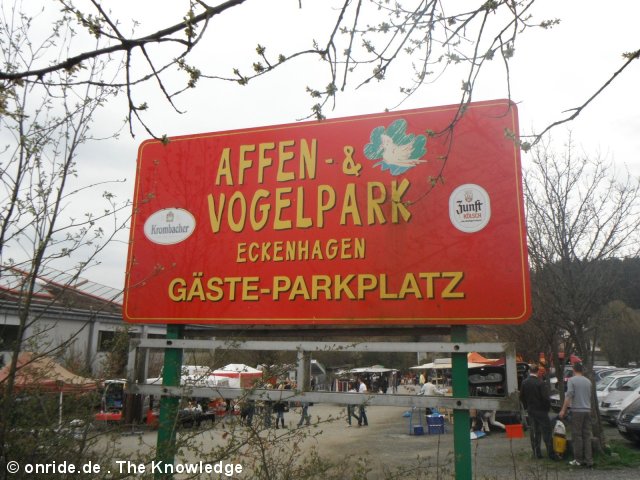 AFFEN - &
VOGELPARK
ECKENHAGEN
GÄSTE-PARKPLATZ
Krombacher
Zunft
KÖLSCH
© onride.de . The Knowledge